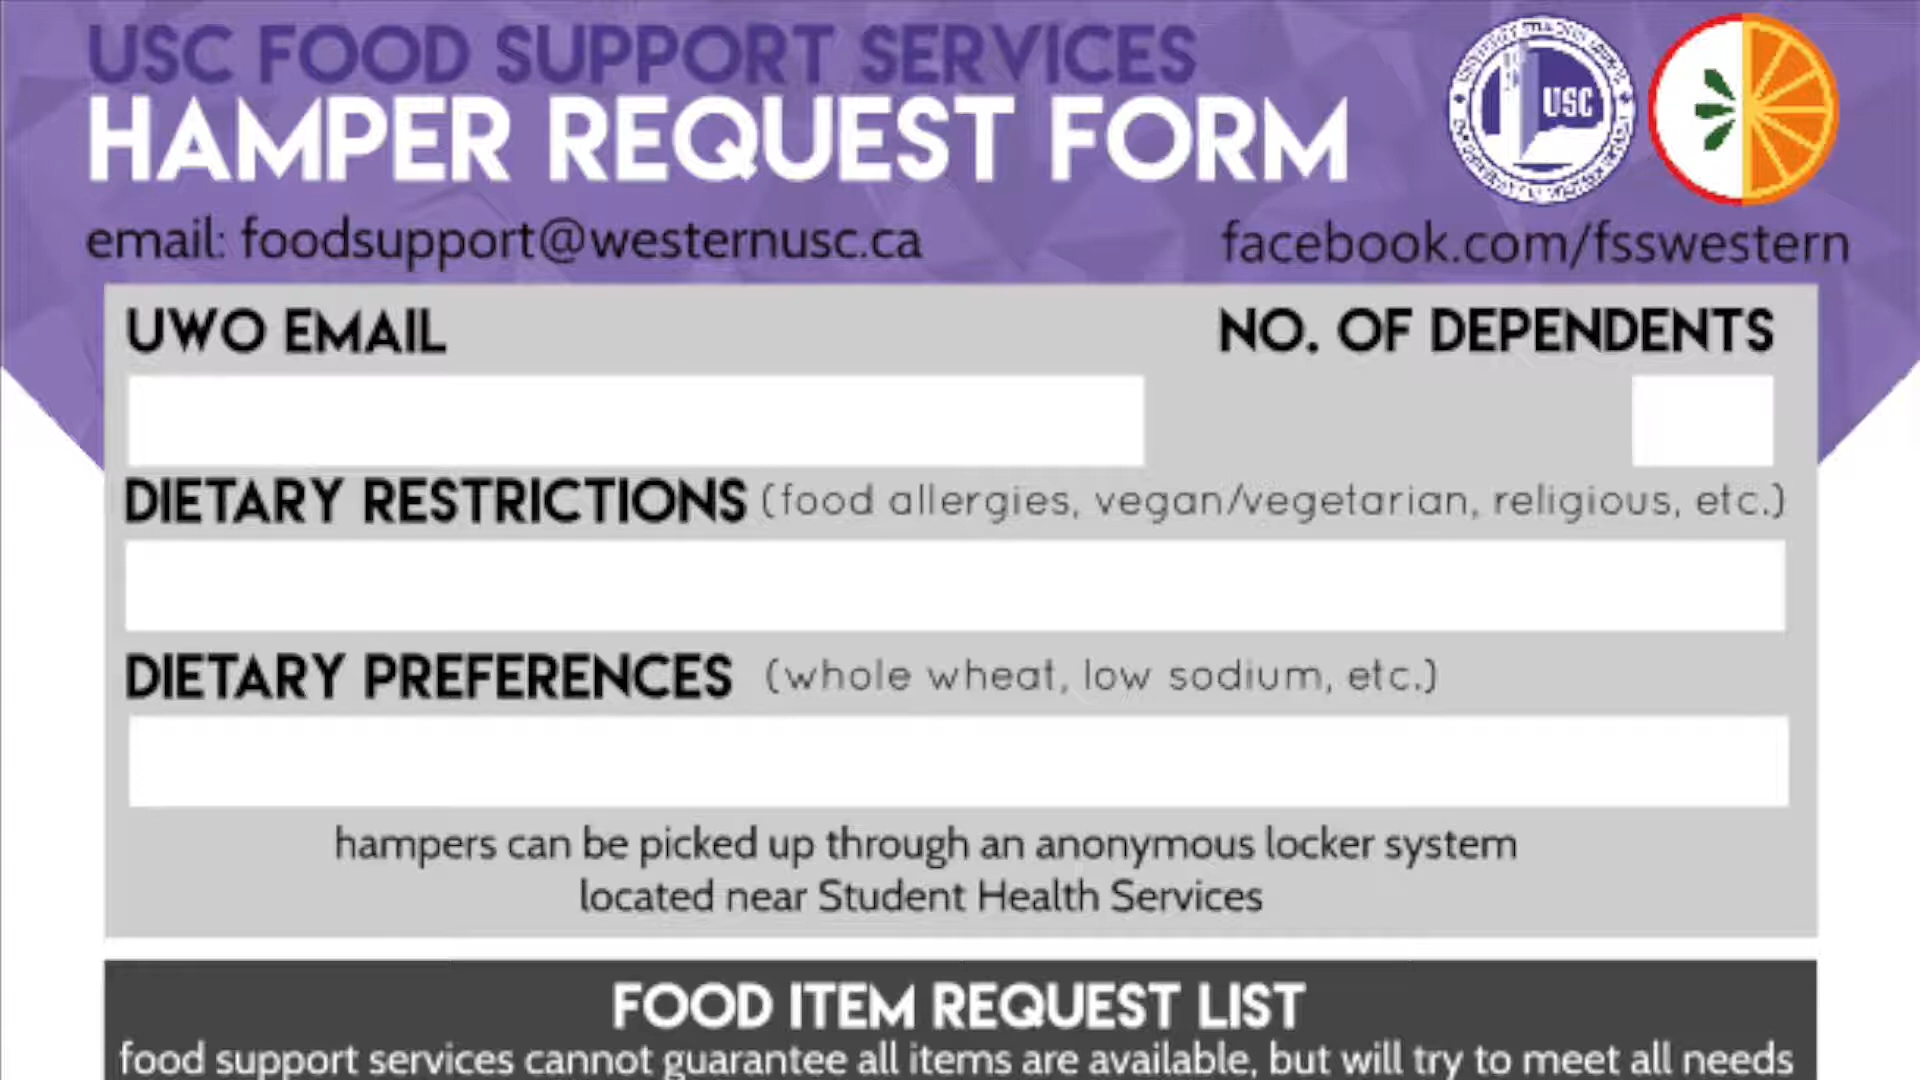 USC FOOD SUPPORT SERVICES
HAMPER REQUEST FORM
USC
email: foodsupport@westernusc.ca
facebook.com/fsswestern
UWO EMAIL
NO. OF DEPENDENTS
DIETARY RESTRICTIONS (food allergies, vegan/vegetarian, religious, etc.)
DIETARY PREFERENCES (whole wheat, low sodium, etc.)
hampers can be picked up through an anonymous locker system
located near Student Health Services
FOOD ITEM REQUEST LIST
food support services cannot guarantee all items are available, but will try to meet all needs